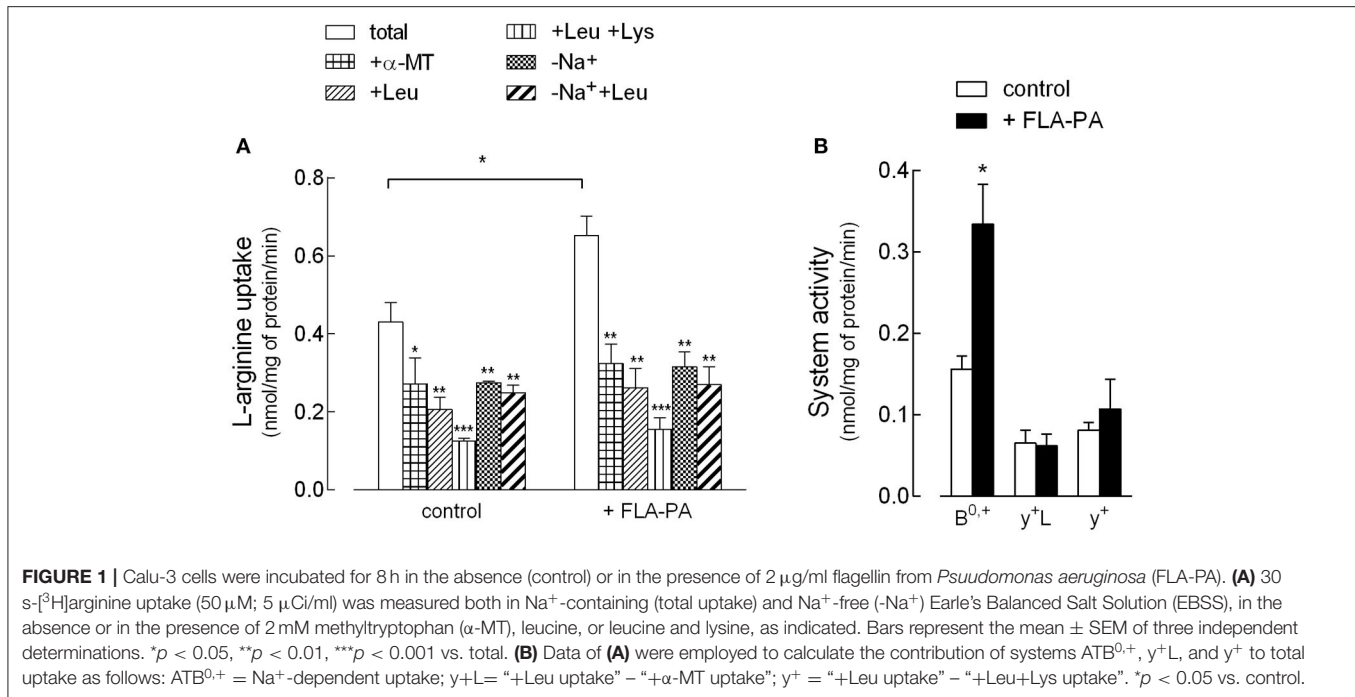 total
+α-MT
+Leu
+Leu +Lys
-Na+
-Na++Leu
A
*
L-arginine uptake
(nmol/mg of protein/min)
0.8
0.6
0.4
0.2
0.0
*
**
***
**
**
**
**
***
**
**
control
+ FLA-PA
control
+ FLA-PA
B
System activity
(nmol/mg of protein/min)
0.4
0.3
0.2
0.1
0.0
*
B0,+
y+L
y+
FIGURE 1 | Calu-3 cells were incubated for 8 h in the absence (control) or in the presence of 2 μg/ml flagellin from Psuudomonas aeruginosa (FLA-PA). (A) 30
s-[3H]arginine uptake (50 μM; 5 μCi/ml) was measured both in Na+-containing (total uptake) and Na+-free (-Na+) Earle's Balanced Salt Solution (EBSS), in the
absence or in the presence of 2 mM methyltryptophan (α-MT), leucine, or leucine and lysine, as indicated. Bars represent the mean ± SEM of three independent
determinations. *p < 0.05, **p < 0.01, ***p < 0.001 vs. total. (B) Data of (A) were employed to calculate the contribution of systems ATB0,+, y+L, and y+ to total
uptake as follows: ATB0,+ = Na+-dependent uptake; y+L= "+Leu uptake" – "+α-MT uptake"; y+ = "+Leu uptake" – "+Leu+Lys uptake". *p < 0.05 vs. control.